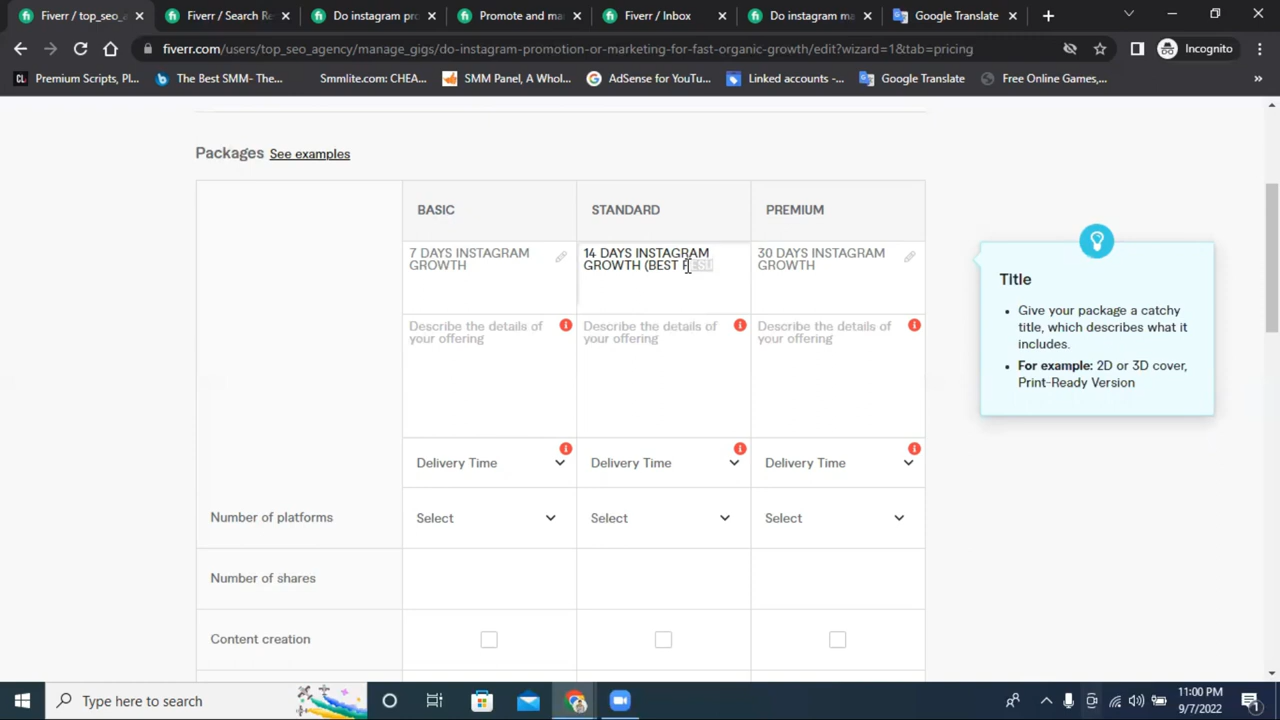 Fiverr / top_seo_a
Fiverr / Search Re
Do instagram pro
Promote and ma
Fiverr / Inbox
Do instagram ma
Google Translate
fiverr.com/users/top_seo_agency/manage_gigs/do-instagram-promotion-or-marketing-for-fast-organic-growth/edit?wizard=1&tab=pricing
Incognito
CL
Premium Scripts, Pl...
The Best SMM- The...
Smmlite.com: CHEA...
SMM Panel, A Whol...
AdSense for YouTu...
Linked accounts -...
Google Translate
Free Online Games,...
Packages See examples
BASIC
STANDARD
PREMIUM
7 DAYS INSTAGRAM
GROWTH
14 DAYS INSTAGRAM
GROWTH (BEST RESU
30 DAYS INSTAGRAM
GROWTH
Title
Give your package a catchy
title, which describes what it
includes.
For example: 2D or 3D cover,
Print-Ready Version
Describe the details of
your offering
Describe the details of
your offering
Describe the details of
your offering
Delivery Time
Delivery Time
Delivery Time
Number of platforms
Select
Select
Select
Number of shares
Content creation
Type here to search
11:00 PM
9/7/2022
1